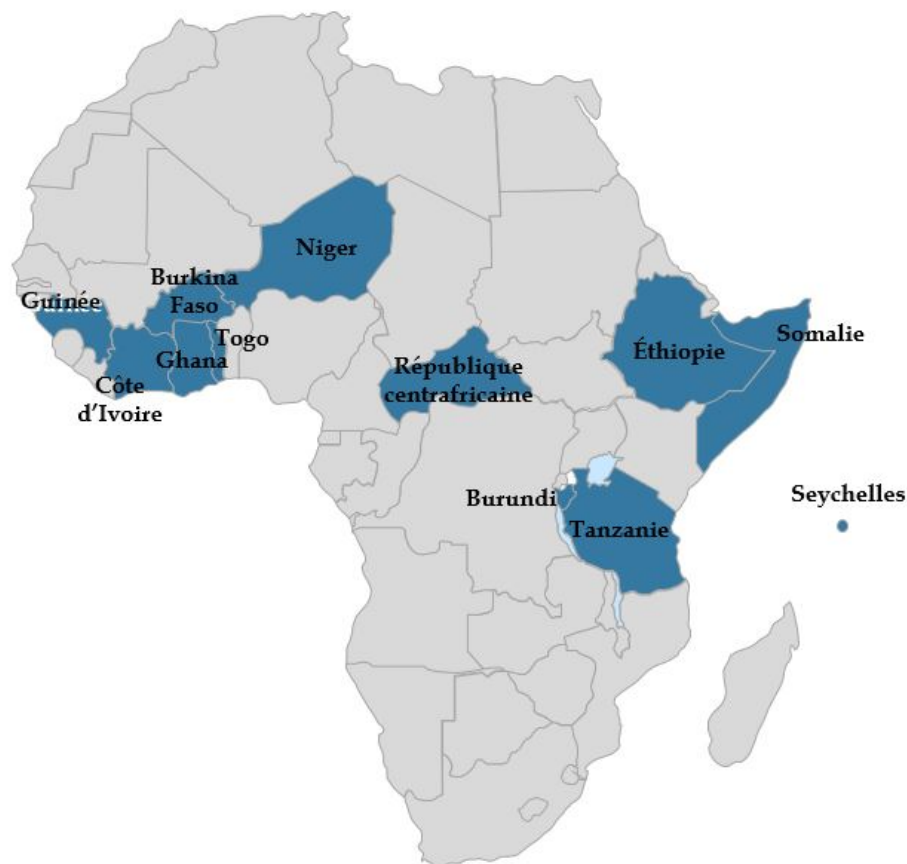 Niger
Burkina
Faso
Guinée
Togo
Ghana
Côte
d'Ivoire
République
centrafricaine
Éthiopie
Somalie
Burundi
Tanzanie
Seychelles